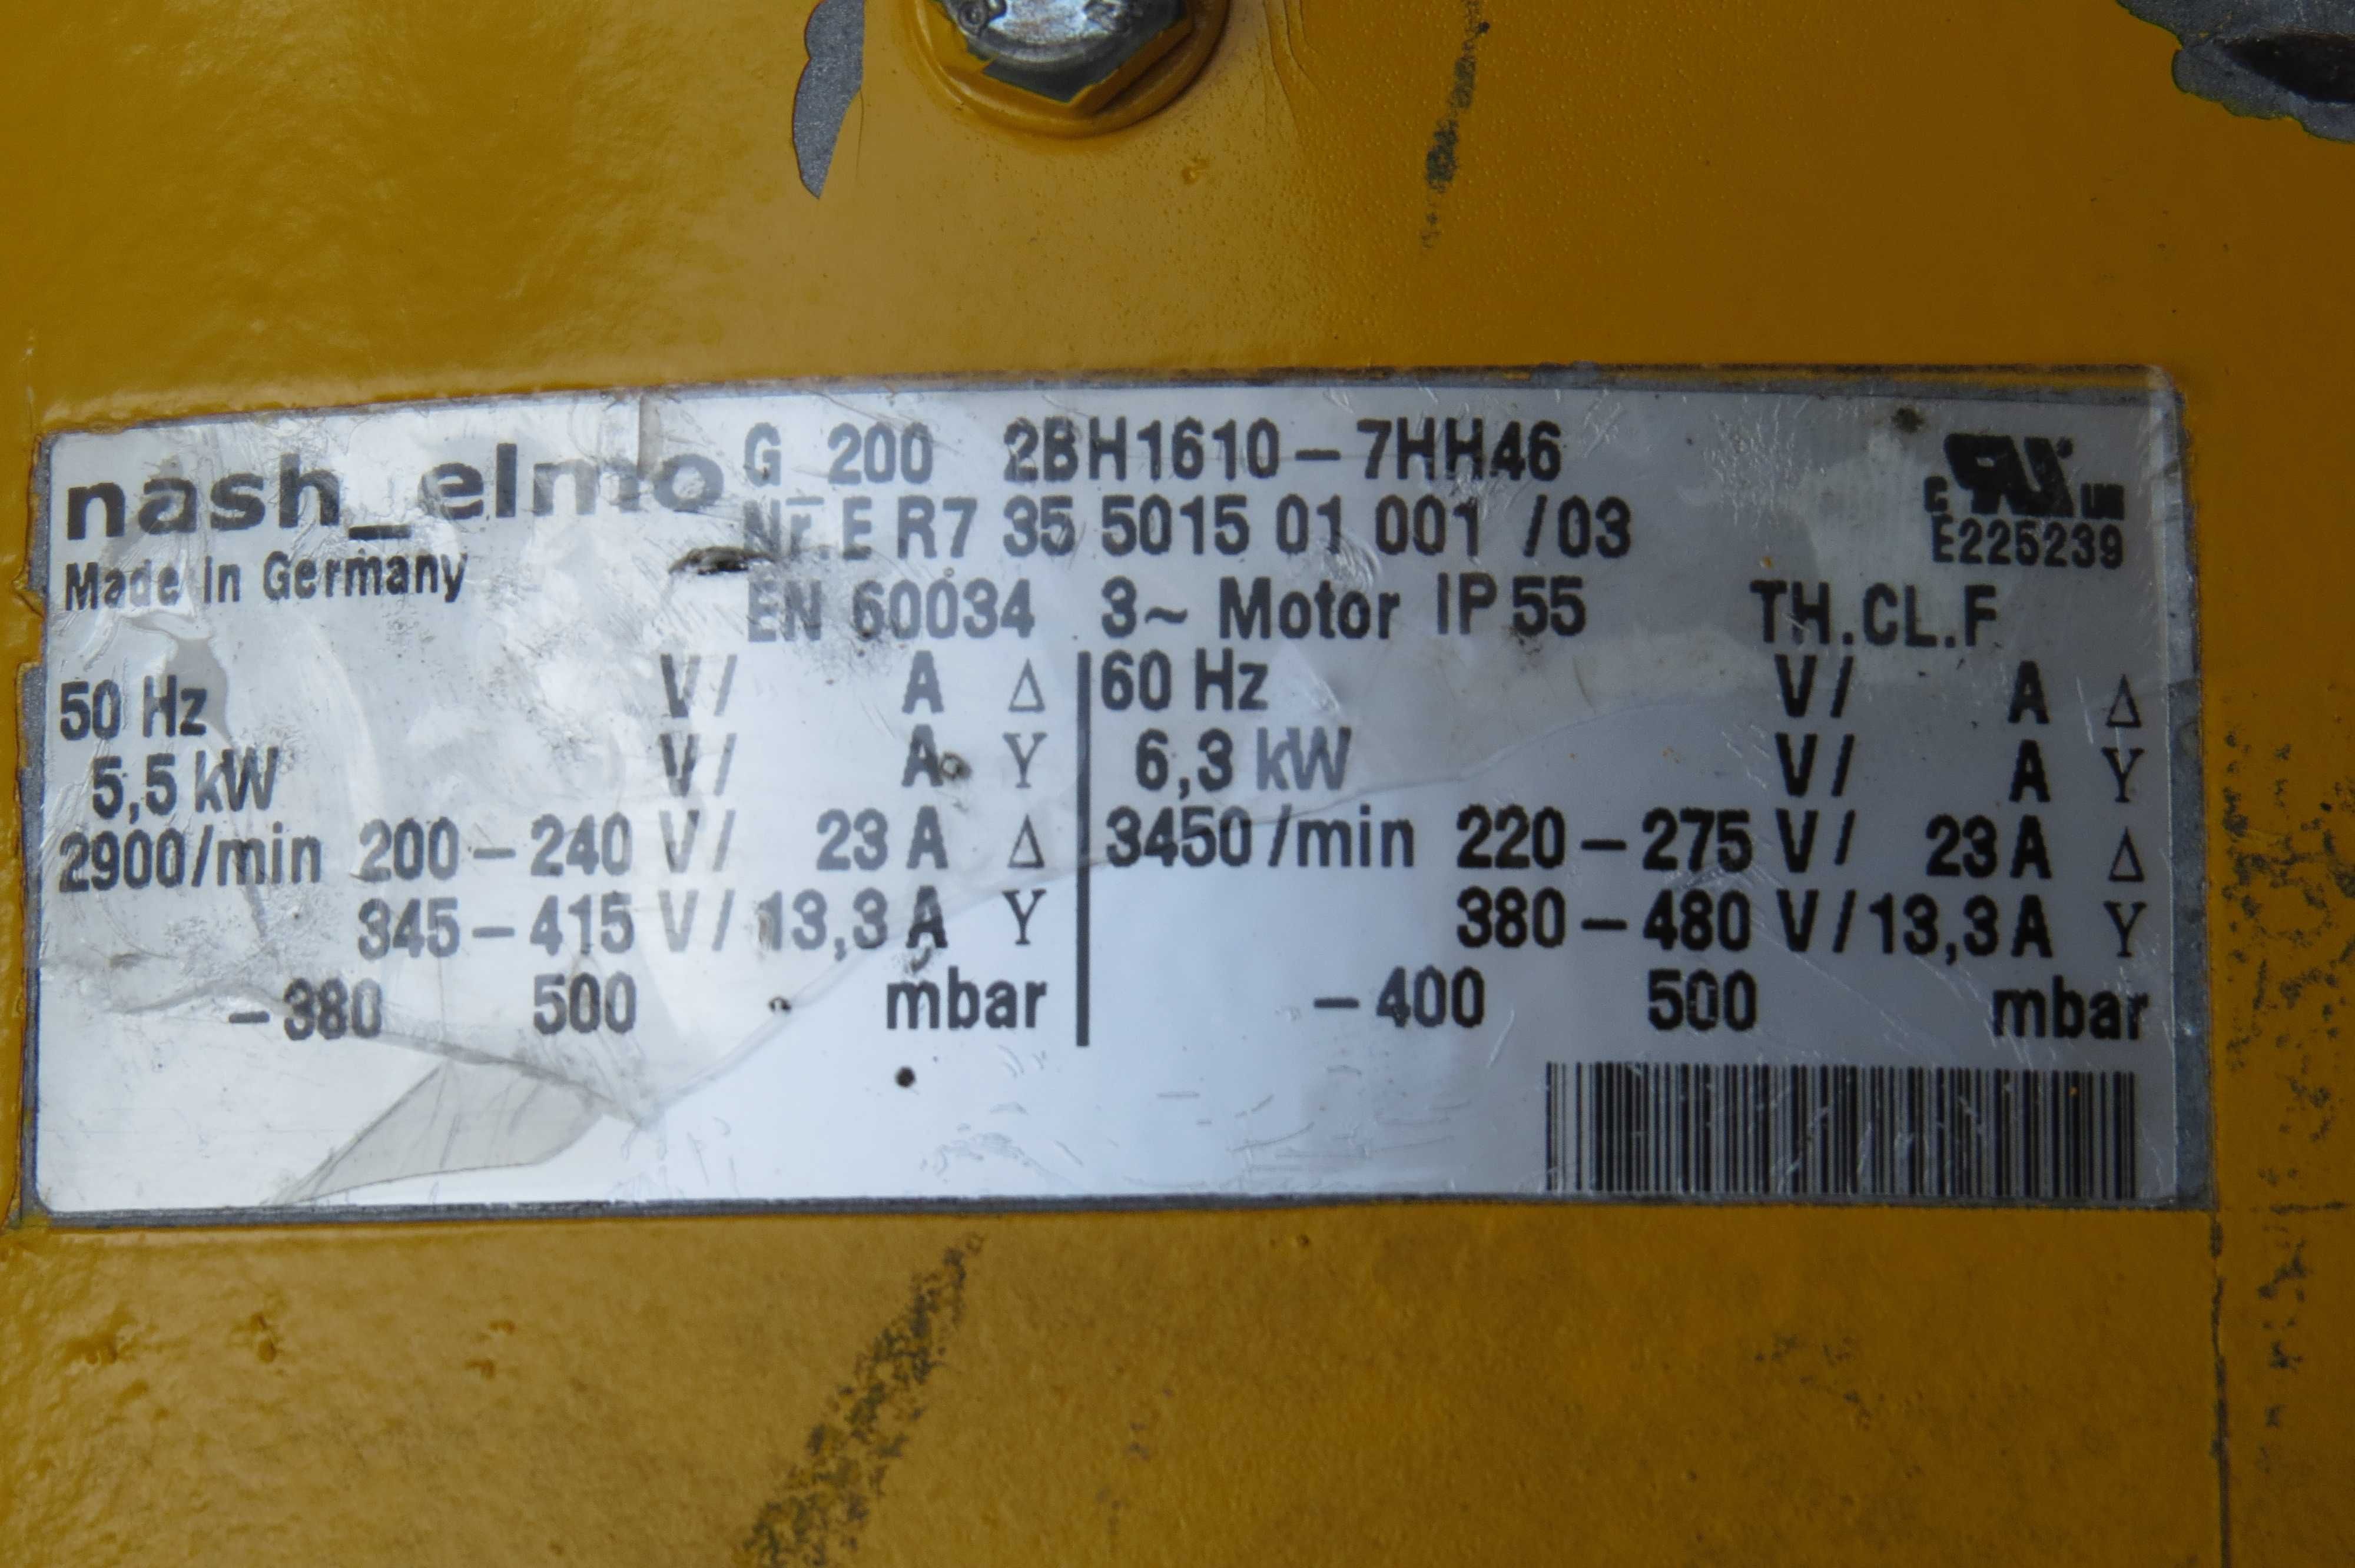 nash_elmo
Made in Germany
G 200 2BH1610-7HH46
Nr.E R7 35 5015 01 001 /03
EN 60034 3~ Motor IP 55 TH.CL.F
c RU us
E225239
50 Hz V/ A Δ
5,5 kW V/ A Y
2900/min 200-240 V/ 23 A Δ
345-415 V/ 13,3 A Y
-380 500 mbar
60 Hz V/ A Δ
6,3 kW V/ A Y
3450/min 220-275 V/ 23 A Δ
380-480 V/ 13,3 A Y
-400 500 mbar